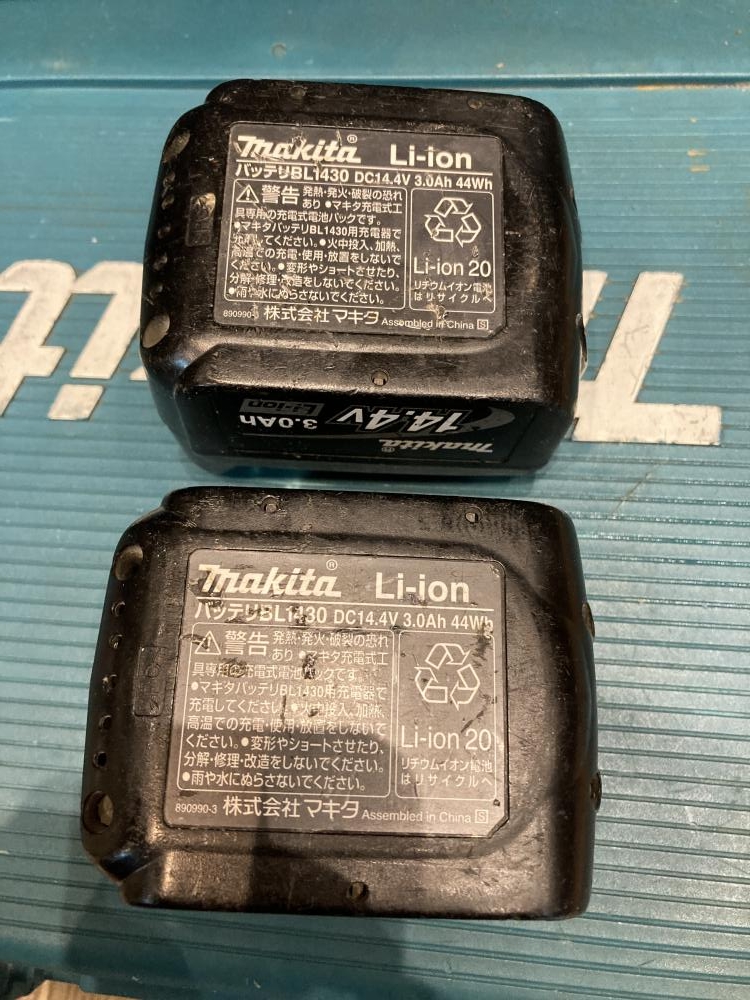 makita® Li-ion
バッテリBL1430 DC14.4V 3.0Ah 44Wh
警告 発熱・発火・破裂の恐れ
あり ●マキタ充電式工
具専用の充電式電池パックです。
●マキタバッテリBL1430用充電器で
してください。●火中投入、加熱、
高温での充電・使用・放置をしないで
ください。●変形やショートさせたり、
分解・修理・改造をしないでください。
●雨や水にぬらさないでください。
Li-ion 20
リチウムイオン電池
はリサイクルへ
890990- 株式会社マキタ Assembled in China S
makita®
14.4V
3.0Ah
Li-ion
makita® Li-ion
バッテリBL1430 DC14.4V 3.0Ah 44Wh
警告 発熱・発火・破裂の恐れ
あり ●マキタ充電式工
具専用の充電式電池パックです。
●マキタバッテリBL1430用充電器で
充電してください。●火中投入、加熱、
高温での充電・使用・放置をしないで
ください。●変形やショートさせたり、
分解・修理・改造をしないでください。
●雨や水にぬらさないでください。
Li-ion 20
リチウムイオン電池
はリサイクルへ
890990-3 株式会社マキタ Assembled in China S